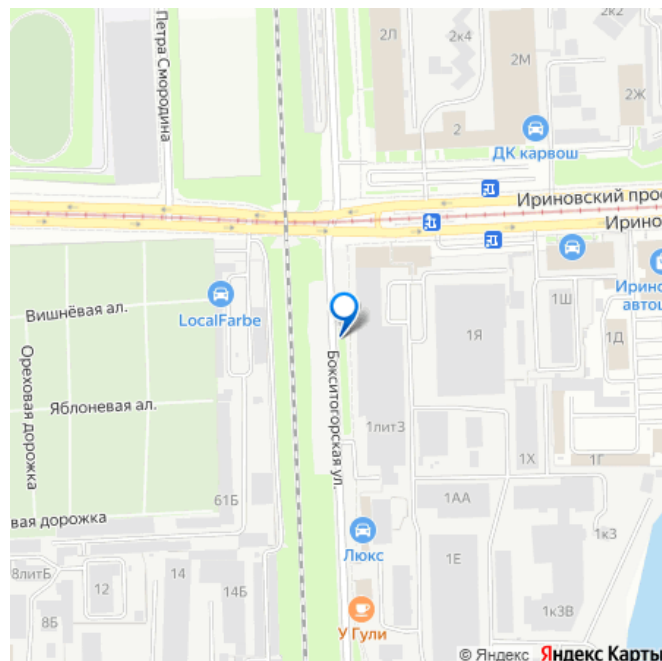 2к2
2Л
2к4
2М
2Ж
2
Петра Смородина
ДК карвош
Ириновский прос
Ирино
Вишнёвая ал.
LocalFarbe
Ореховая дорожка
Яблоневая ал.
Бокситогорская ул.
1Ш
Ирино
автош
1Я
1Д
1лит3
1Х
1Г
61Б
1АА
вая дорожка
1к3
Люкс
1Е
8литБ
12
14
14Б
8Б
1к3В
У Гули
© Яндекс Яндекс Карты